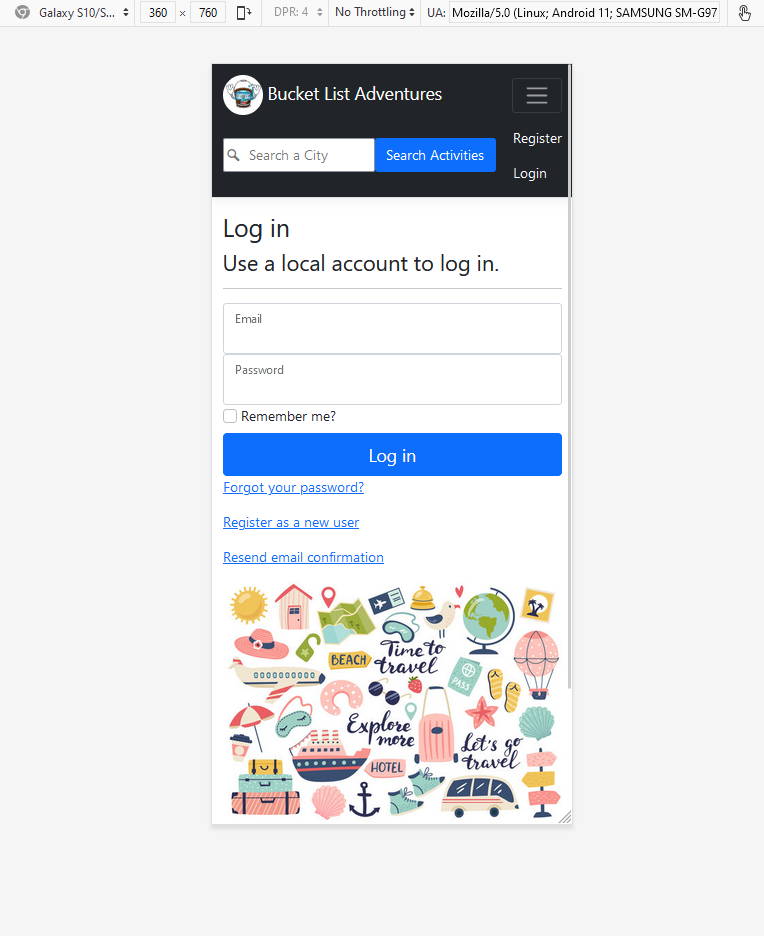 Galaxy S10/S... 360 × 760 DPR: 4 No Throttling UA: Mozilla/5.0 (Linux; Android 11; SAMSUNG SM-G97
Bucket List Adventures
Register
Search a City Search Activities
Login
Log in
Use a local account to log in.
Email
Password
Remember me?
Log in
Forgot your password?
Register as a new user
Resend email confirmation
BEACH
Time to
travel
PASS
Explore
more
Let's go
travel
HOTEL